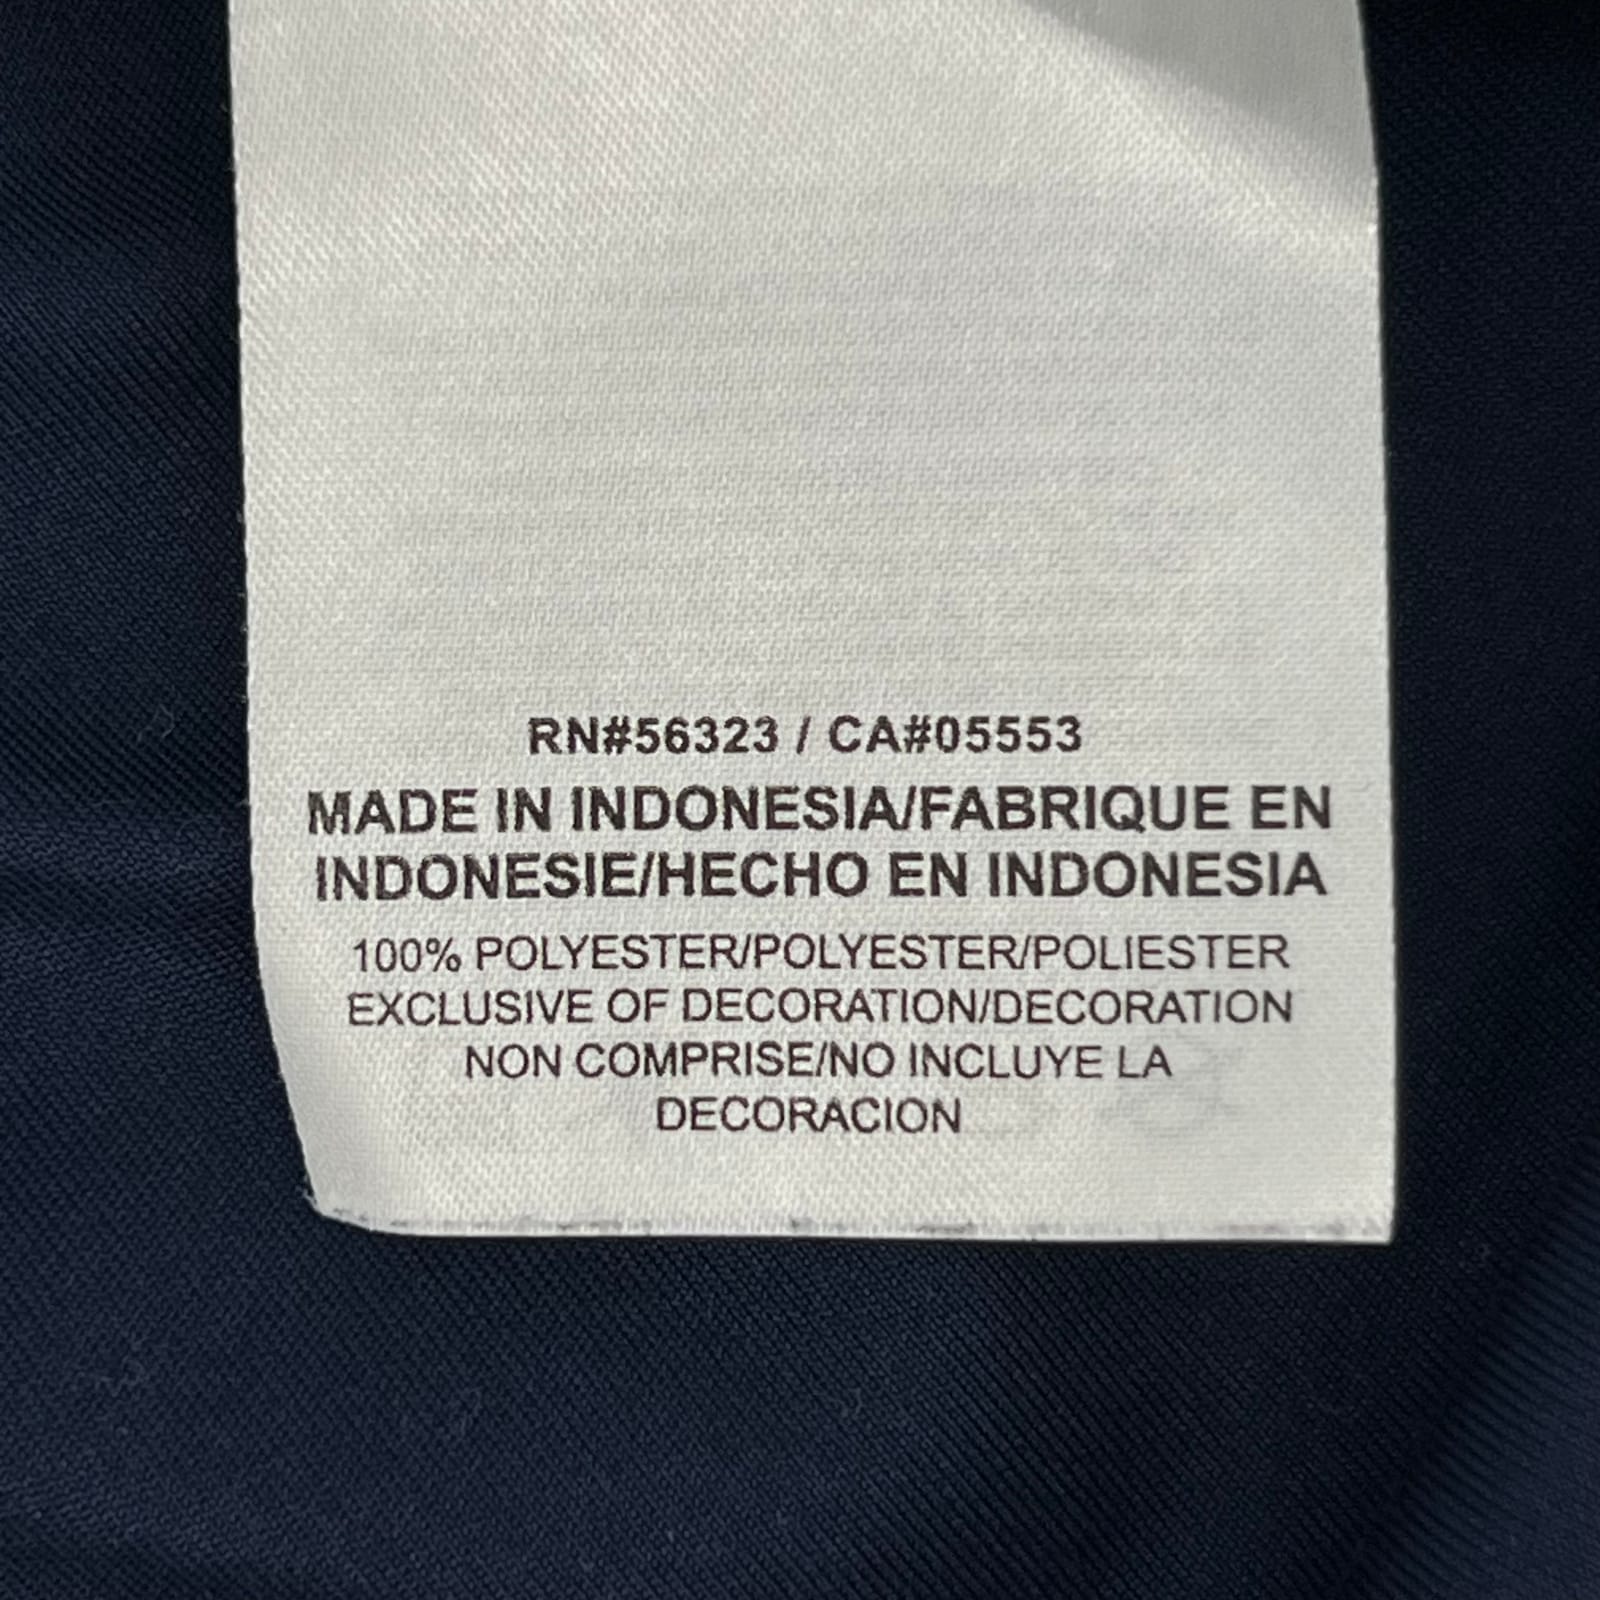 RN#56323 / CA#05553
MADE IN INDONESIA/FABRIQUE EN
INDONESIE/HECHO EN INDONESIA
100% POLYESTER/POLYESTER/POLIESTER
EXCLUSIVE OF DECORATION/DECORATION
NON COMPRISE/NO INCLUYE LA
DECORACION